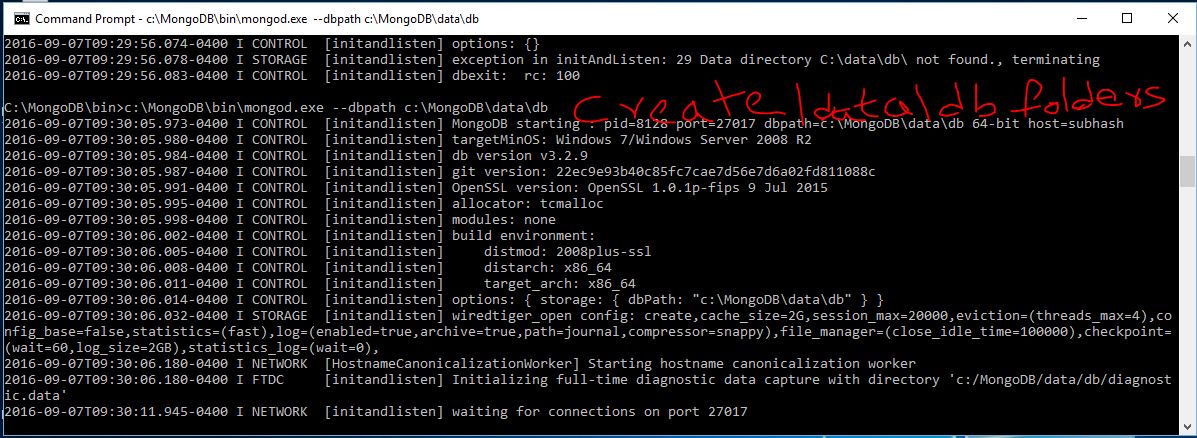 Command Prompt - c:\MongoDB\bin\mongod.exe --dbpath c:\MongoDB\data\db
2016-09-07T09:29:56.074-0400 I CONTROL  [initandlisten] options: {}
2016-09-07T09:29:56.078-0400 I STORAGE  [initandlisten] exception in initAndListen: 29 Data directory C:\data\db\ not found., terminating
2016-09-07T09:29:56.083-0400 I CONTROL  [initandlisten] dbexit:  rc: 100
Create\data\db folders
C:\MongoDB\bin>c:\MongoDB\bin\mongod.exe --dbpath c:\MongoDB\data\db
2016-09-07T09:30:05.973-0400 I CONTROL  [initandlisten] MongoDB starting : pid=8128 port=27017 dbpath=c:\MongoDB\data\db 64-bit host=subhash
2016-09-07T09:30:05.980-0400 I CONTROL  [initandlisten] targetMinOS: Windows 7/Windows Server 2008 R2
2016-09-07T09:30:05.984-0400 I CONTROL  [initandlisten] db version v3.2.9
2016-09-07T09:30:05.987-0400 I CONTROL  [initandlisten] git version: 22ec9e93b40c85fc7cae7d56e7d6a02fd811088c
2016-09-07T09:30:05.991-0400 I CONTROL  [initandlisten] OpenSSL version: OpenSSL 1.0.1p-fips 9 Jul 2015
2016-09-07T09:30:05.995-0400 I CONTROL  [initandlisten] allocator: tcmalloc
2016-09-07T09:30:05.998-0400 I CONTROL  [initandlisten] modules: none
2016-09-07T09:30:06.002-0400 I CONTROL  [initandlisten] build environment:
2016-09-07T09:30:06.005-0400 I CONTROL  [initandlisten]     distmod: 2008plus-ssl
2016-09-07T09:30:06.008-0400 I CONTROL  [initandlisten]     distarch: x86_64
2016-09-07T09:30:06.011-0400 I CONTROL  [initandlisten]     target_arch: x86_64
2016-09-07T09:30:06.014-0400 I CONTROL  [initandlisten] options: { storage: { dbPath: "c:\MongoDB\data\db" } }
2016-09-07T09:30:06.032-0400 I STORAGE  [initandlisten] wiredtiger_open config: create,cache_size=2G,session_max=20000,eviction=(threads_max=4),co
nfig_base=false,statistics=(fast),log=(enabled=true,archive=true,path=journal,compressor=snappy),file_manager=(close_idle_time=100000),checkpoint=
(wait=60,log_size=2GB),statistics_log=(wait=0),
2016-09-07T09:30:06.180-0400 I NETWORK  [HostnameCanonicalizationWorker] Starting hostname canonicalization worker
2016-09-07T09:30:06.180-0400 I FTDC     [initandlisten] Initializing full-time diagnostic data capture with directory 'c:/MongoDB/data/db/diagnost
ic.data'
2016-09-07T09:30:11.945-0400 I NETWORK  [initandlisten] waiting for connections on port 27017